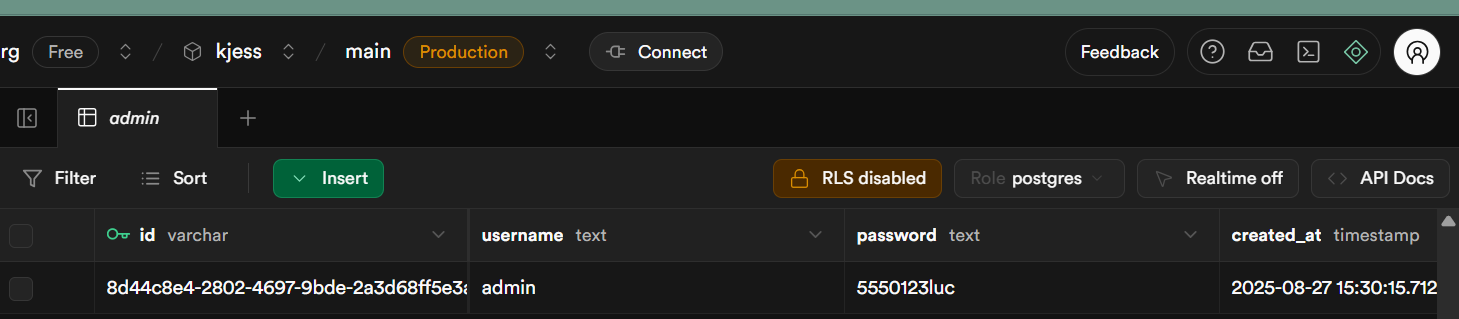 rg Free / kjess / main Production Connect Feedback
admin
Filter Sort Insert RLS disabled Role postgres Realtime off API Docs
id varchar username text password text created_at timestamp
8d44c8e4-2802-4697-9bde-2a3d68ff5e3a admin 5550123luc 2025-08-27 15:30:15.712